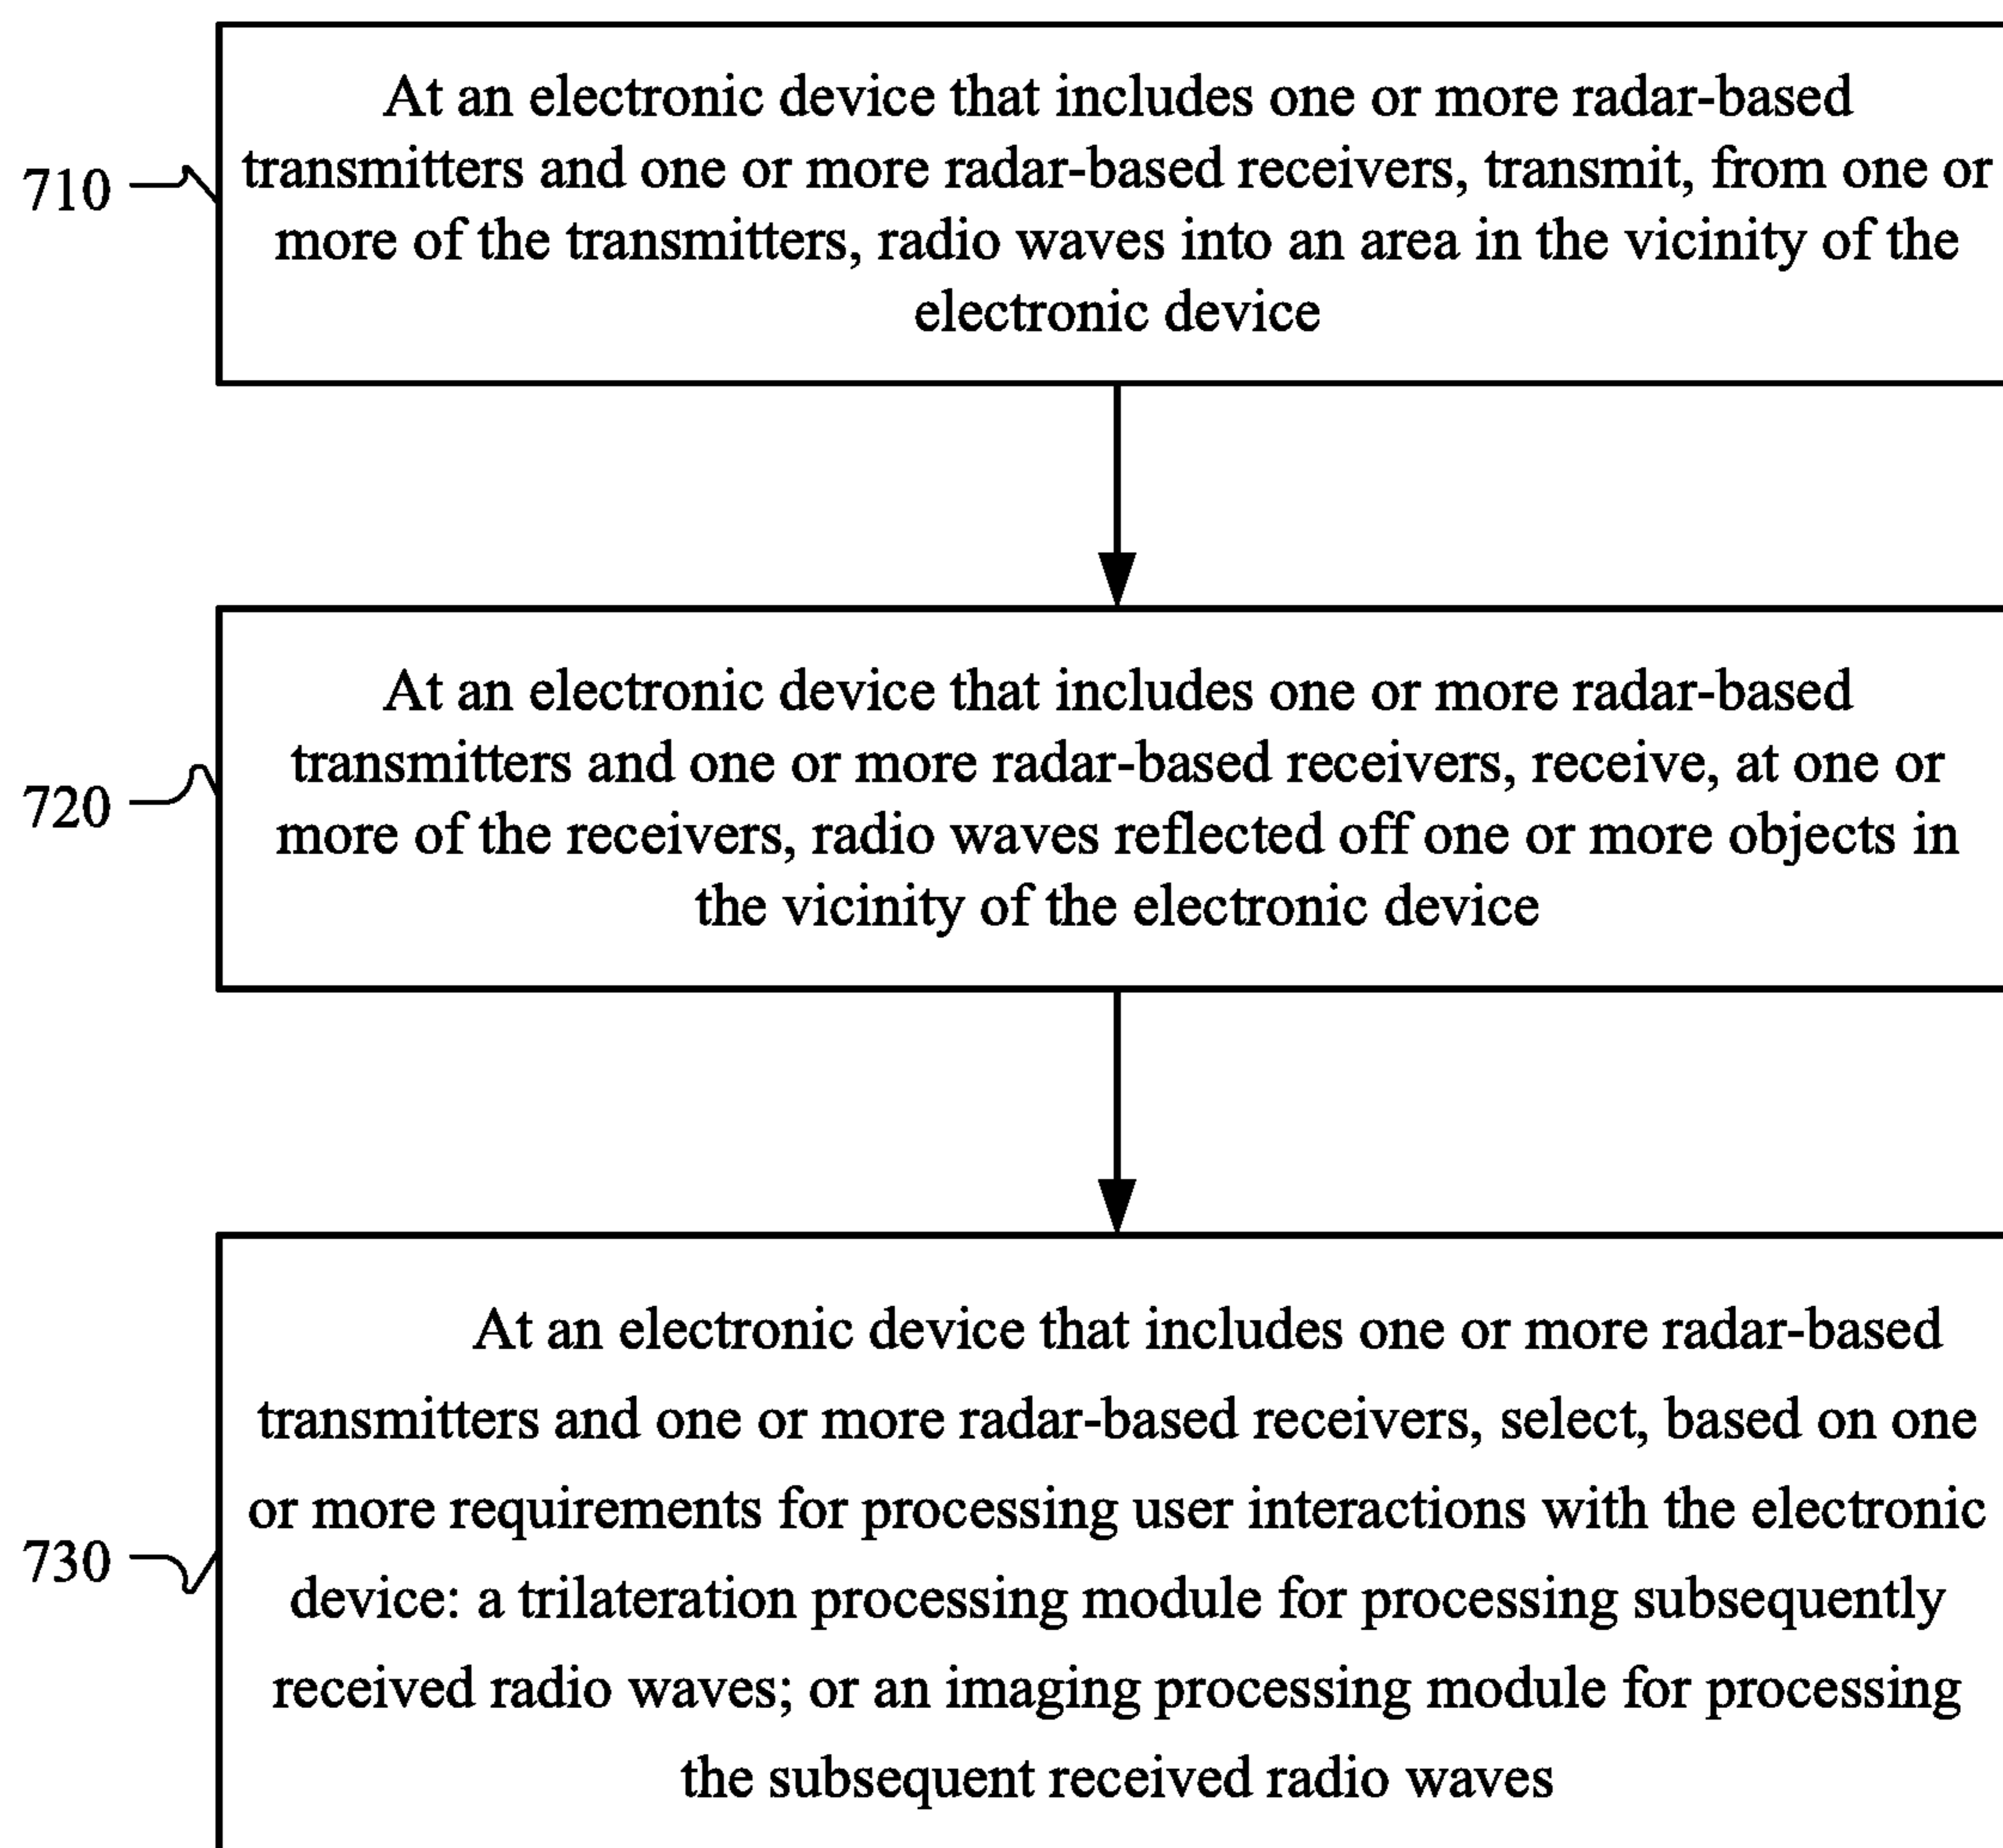 At an electronic device that includes one or more radar-based
transmitters and one or more radar-based receivers, transmit, from one or
more of the transmitters, radio waves into an area in the vicinity of the
electronic device
710
At an electronic device that includes one or more radar-based
transmitters and one or more radar-based receivers, receive, at one or
more of the receivers, radio waves reflected off one or more objects in
the vicinity of the electronic device
720
At an electronic device that includes one or more radar-based
transmitters and one or more radar-based receivers, select, based on one
or more requirements for processing user interactions with the electronic
device: a trilateration processing module for processing subsequently
received radio waves; or an imaging processing module for processing
the subsequent received radio waves
730